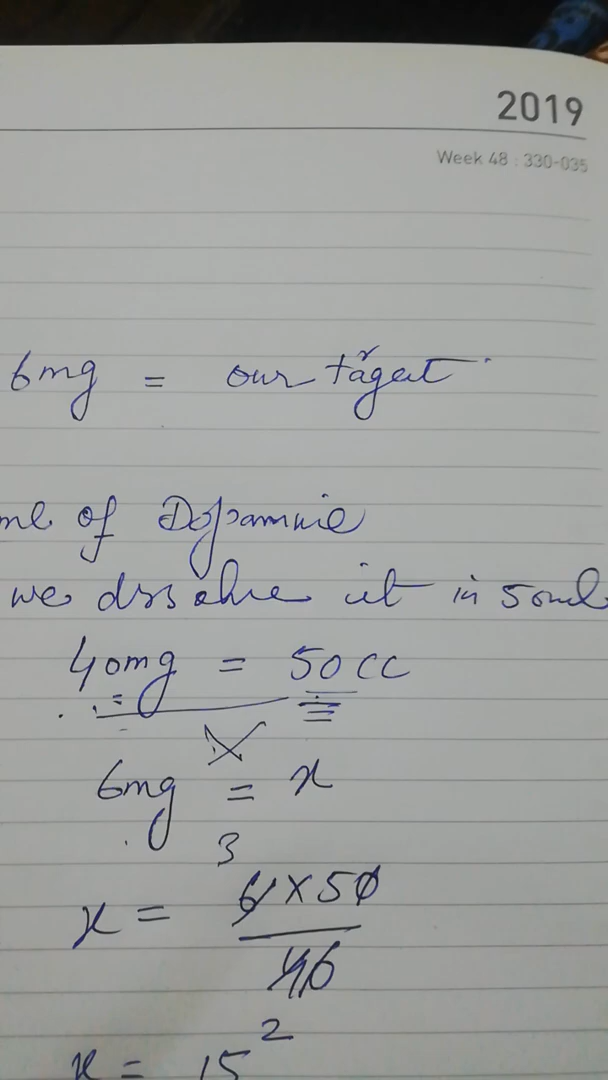 2019
Week 48 : 330-035
6mg = our target
ml of Dopamine
we dissolve it in 50ml
40mg = 50CC
6mg = x
3
x = 6 x 50
40
2
x = 15